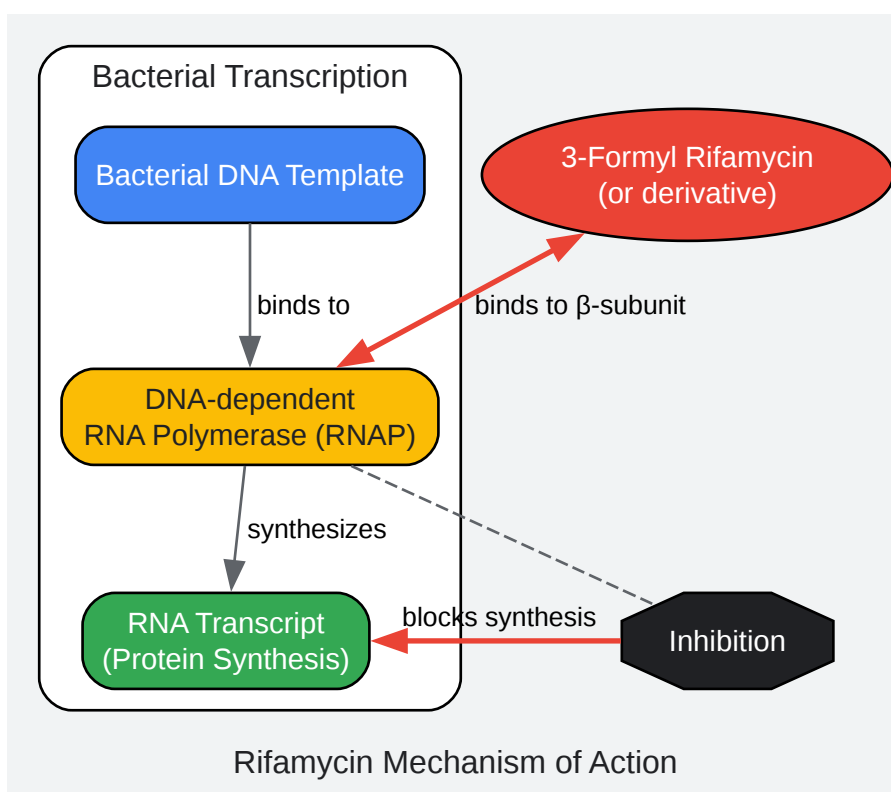 Bacterial Transcription
Bacterial DNA Template
3-Formyl Rifamycin
(or derivative)
binds to
binds to β-subunit
DNA-dependent
RNA Polymerase (RNAP)
synthesizes
RNA Transcript
(Protein Synthesis)
blocks synthesis
Inhibition
Rifamycin Mechanism of Action